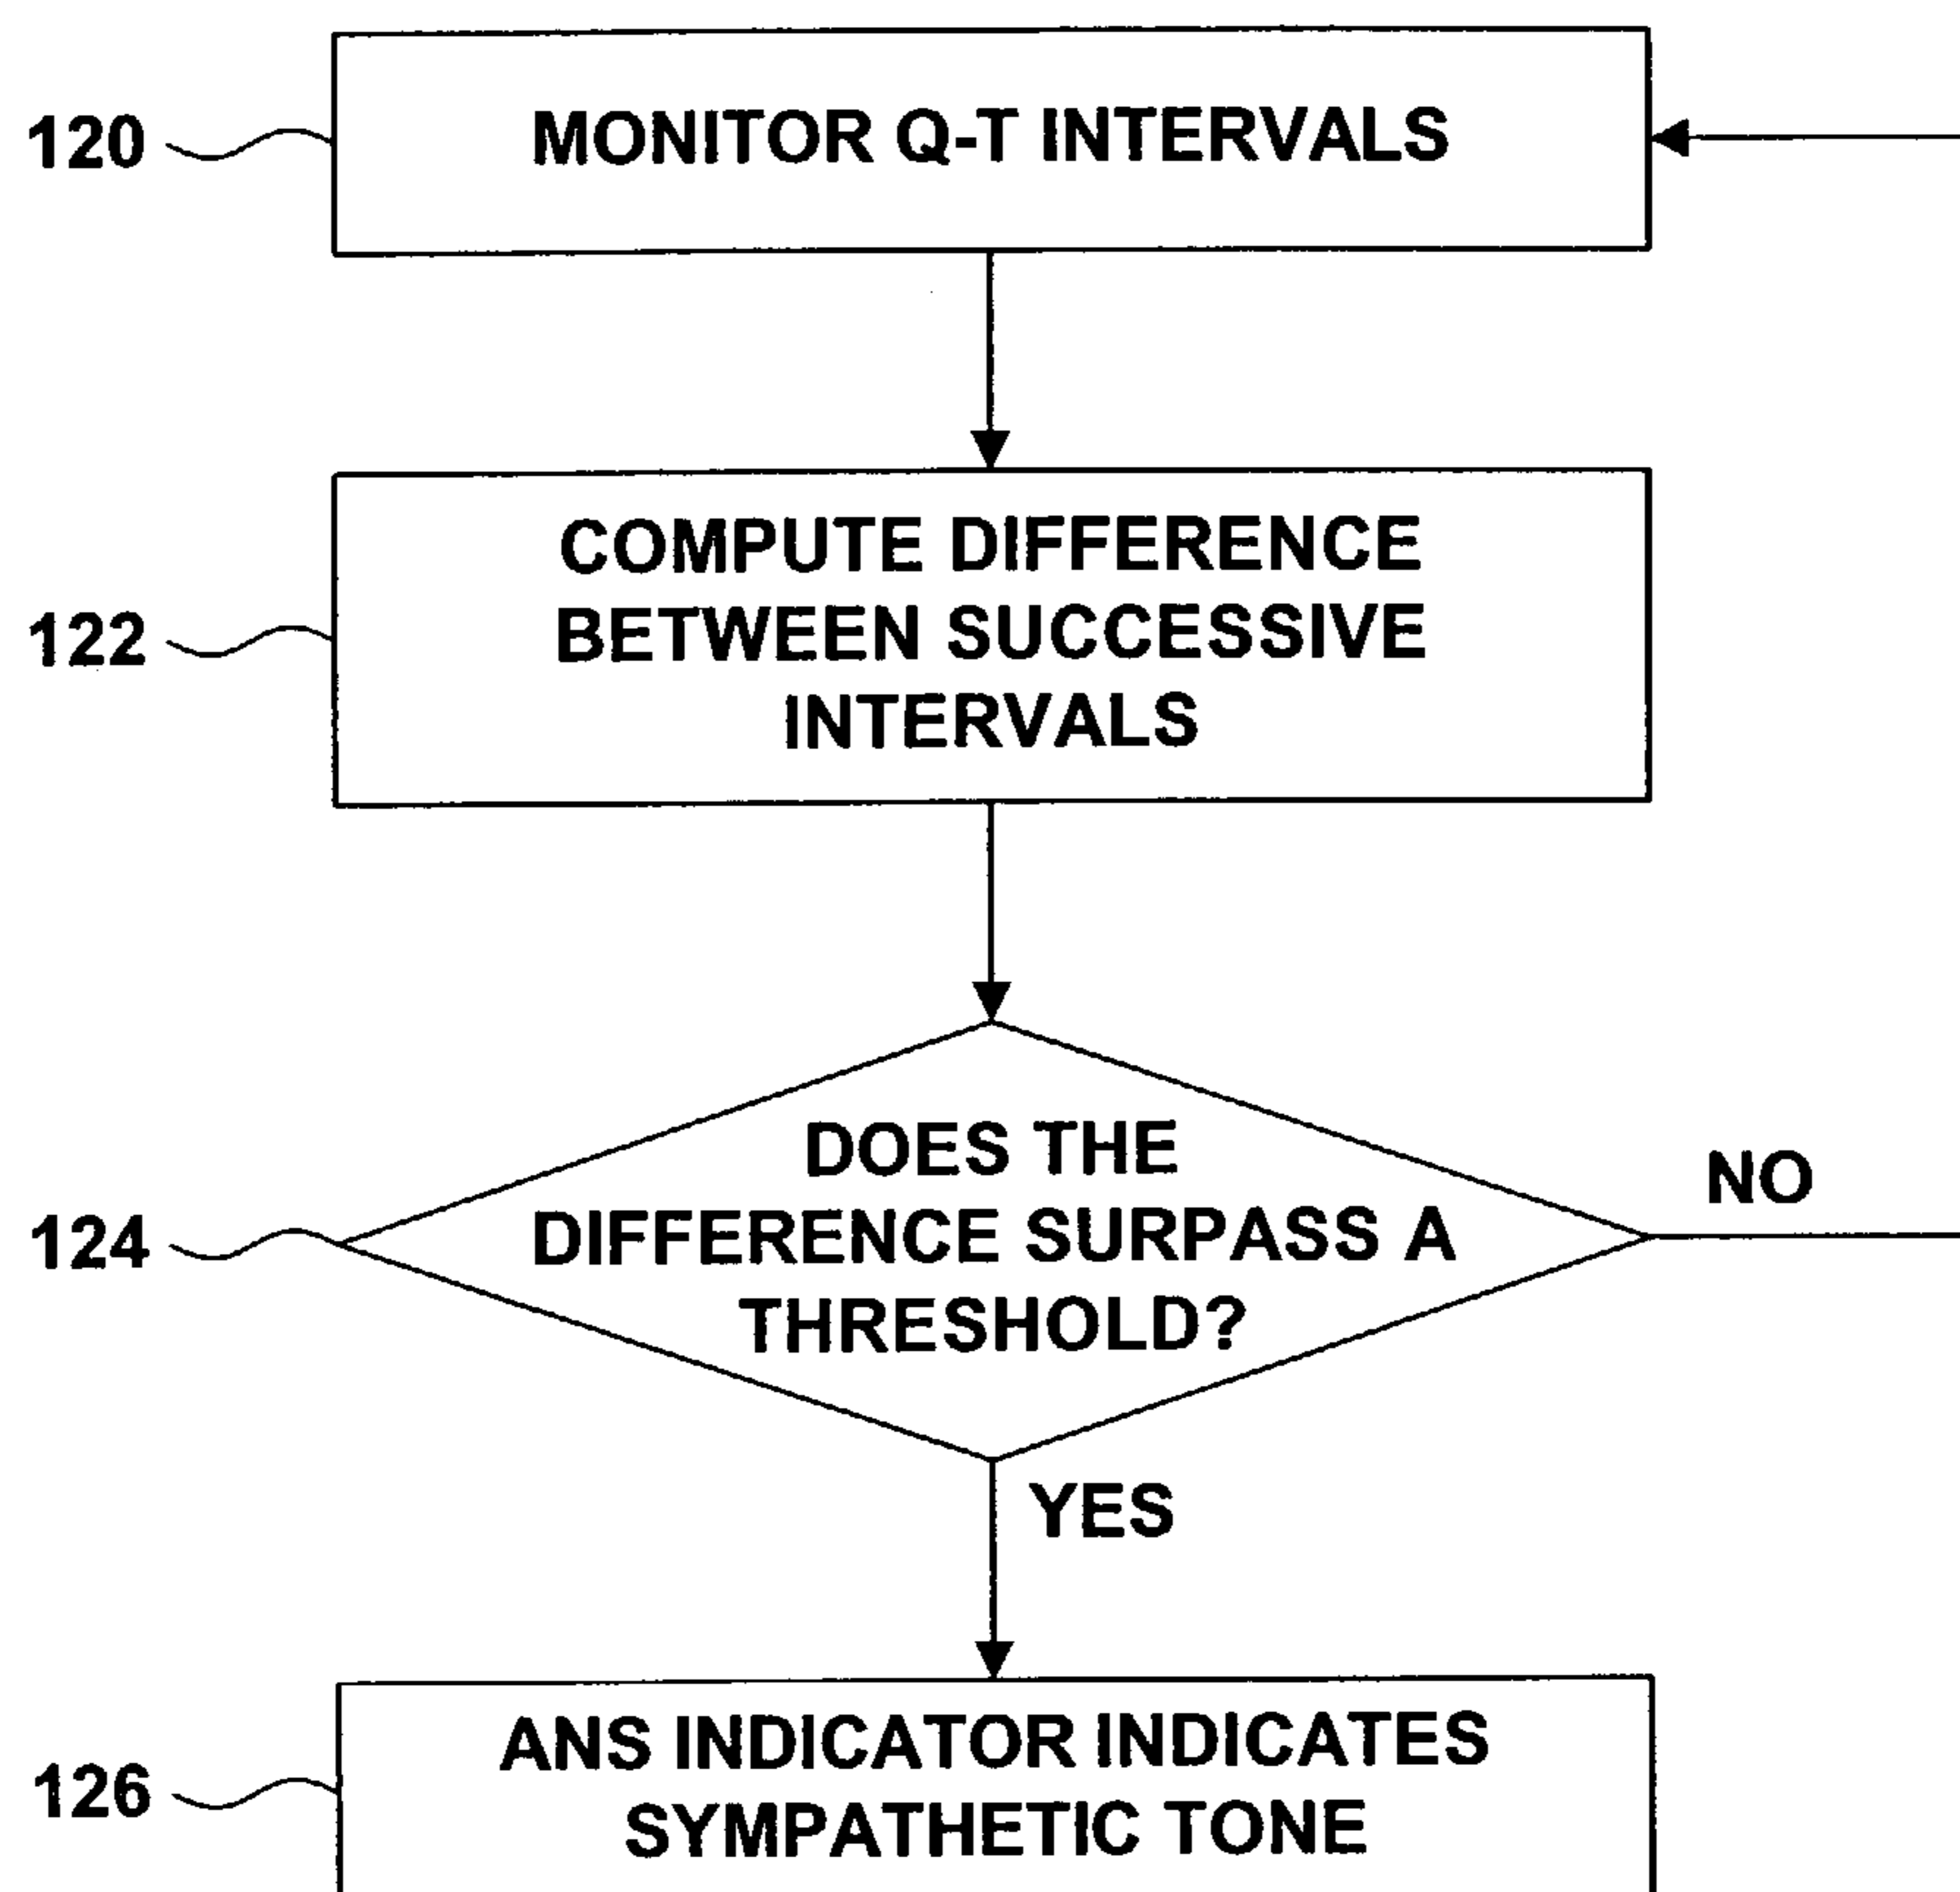 120
MONITOR Q-T INTERVALS
122
COMPUTE DIFFERENCE
BETWEEN SUCCESSIVE
INTERVALS
124
DOES THE
DIFFERENCE SURPASS A
THRESHOLD?
NO
YES
126
ANS INDICATOR INDICATES
SYMPATHETIC TONE